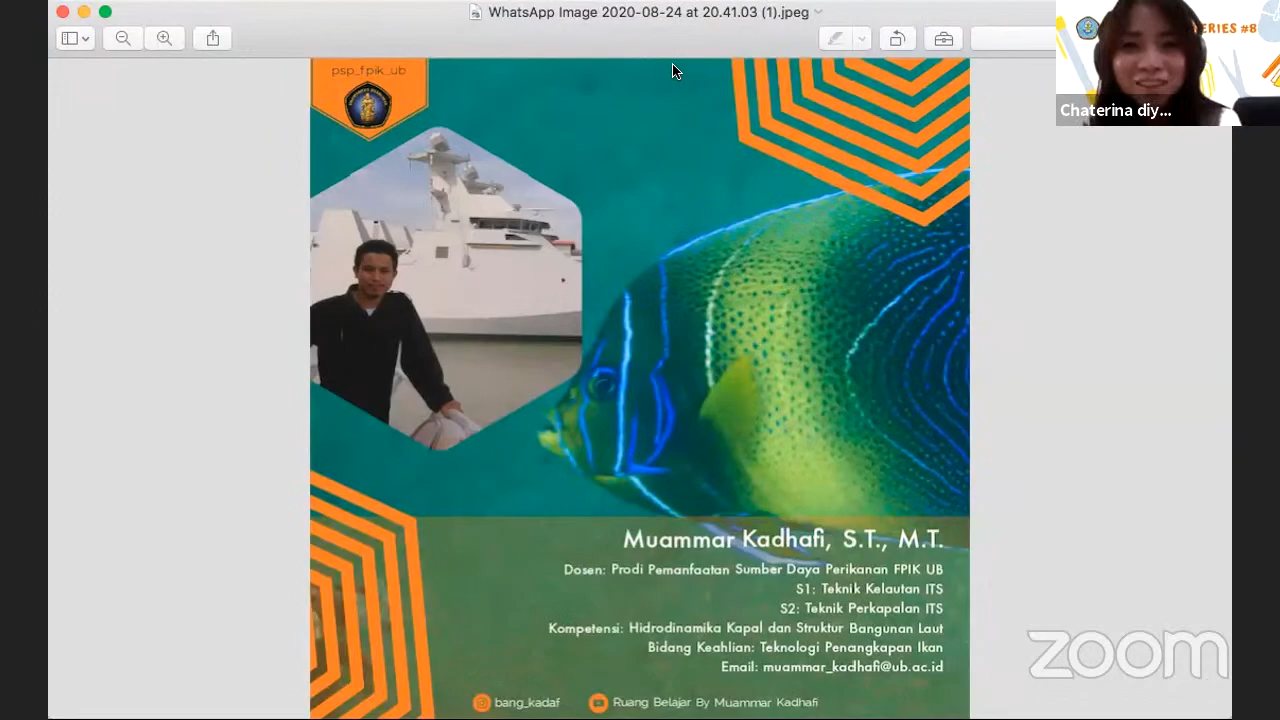 WhatsApp Image 2020-08-24 at 20.41.03 (1).jpeg
ERIES #8
Chaterina diy...
psp_fpik_ub
Muammar Kadhafi, S.T., M.T.
Dosen: Prodi Pemanfaatan Sumber Daya Perikanan FPIK UB
S1: Teknik Kelautan ITS
S2: Teknik Perkapalan ITS
Kompetensi: Hidrodinamika Kapal dan Struktur Bangunan Laut
Bidang Keahlian: Teknologi Penangkapan Ikan
Email: muammar_kadhafi@ub.ac.id
zoom
bang_kadaf
Ruang Belajar By Muammar Kadhafi